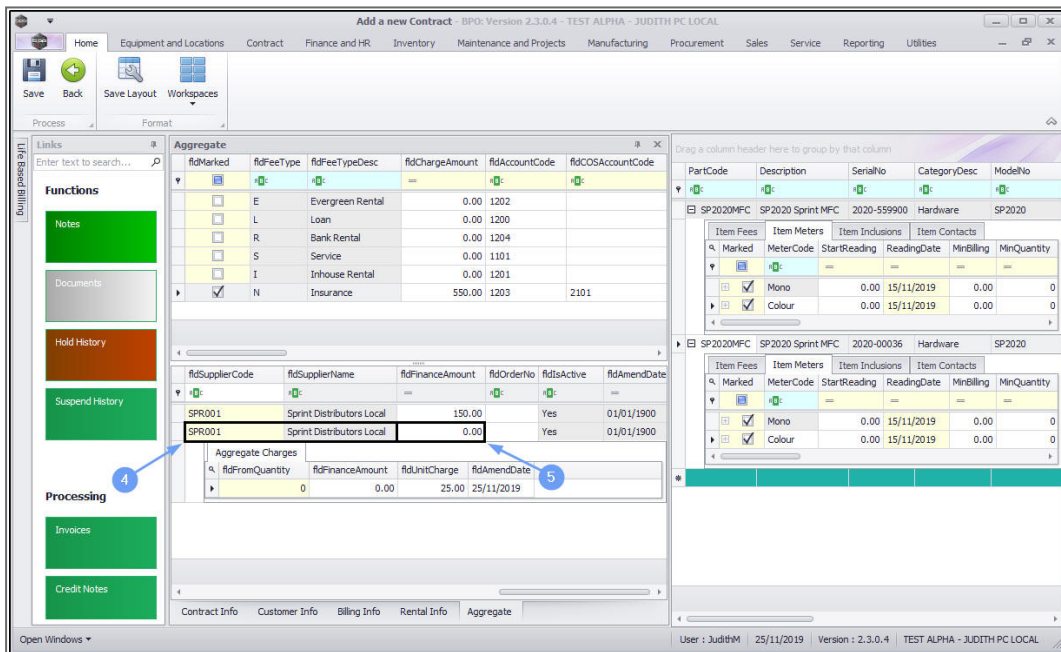 Add a new Contract - BPO: Version 2.3.0.4 - TEST ALPHA - JUDITH PC LOCAL
Home Equipment and Locations Contract Finance and HR Inventory Maintenance and Projects Manufacturing Procurement Sales Service Reporting Utilities
Save Back Save Layout Workspaces
Process Format
Life Based Billing
Links
Enter text to search...
Functions
Notes
Documents
Hold History
Suspend History
Processing
Invoices
Credit Notes
Aggregate
fldMarked fldFeeType fldFeeTypeDesc fldChargeAmount fldAccountCode fldCOSAccountCode
E Evergreen Rental 0.00 1202
L Loan 0.00 1200
R Bank Rental 0.00 1204
S Service 0.00 1101
I Inhouse Rental 0.00 1201
N Insurance 550.00 1203 2101
fldSupplierCode fldSupplierName fldFinanceAmount fldOrderNo fldIsActive fldAmendDate
SPR001 Sprint Distributors Local 150.00 Yes 01/01/1900
SPR001 Sprint Distributors Local 0.00 Yes 01/01/1900
4
5
Aggregate Charges
fldFromQuantity fldFinanceAmount fldUnitCharge fldAmendDate
0 0.00 25.00 25/11/2019
Contract Info Customer Info Billing Info Rental Info Aggregate
Drag a column header here to group by that column
PartCode Description SerialNo CategoryDesc ModelNo
SP2020MFC SP2020 Sprint MFC 2020-559900 Hardware SP2020
Item Fees Item Meters Item Inclusions Item Contacts
Marked MeterCode StartReading ReadingDate MinBilling MinQuantity
Mono 0.00 15/11/2019 0.00 0
Colour 0.00 15/11/2019 0.00 0
SP2020MFC SP2020 Sprint MFC 2020-00036 Hardware SP2020
Item Fees Item Meters Item Inclusions Item Contacts
Marked MeterCode StartReading ReadingDate MinBilling MinQuantity
Mono 0.00 15/11/2019 0.00 0
Colour 0.00 15/11/2019 0.00 0
Open Windows
User : JudithM 25/11/2019 Version : 2.3.0.4 TEST ALPHA - JUDITH PC LOCAL